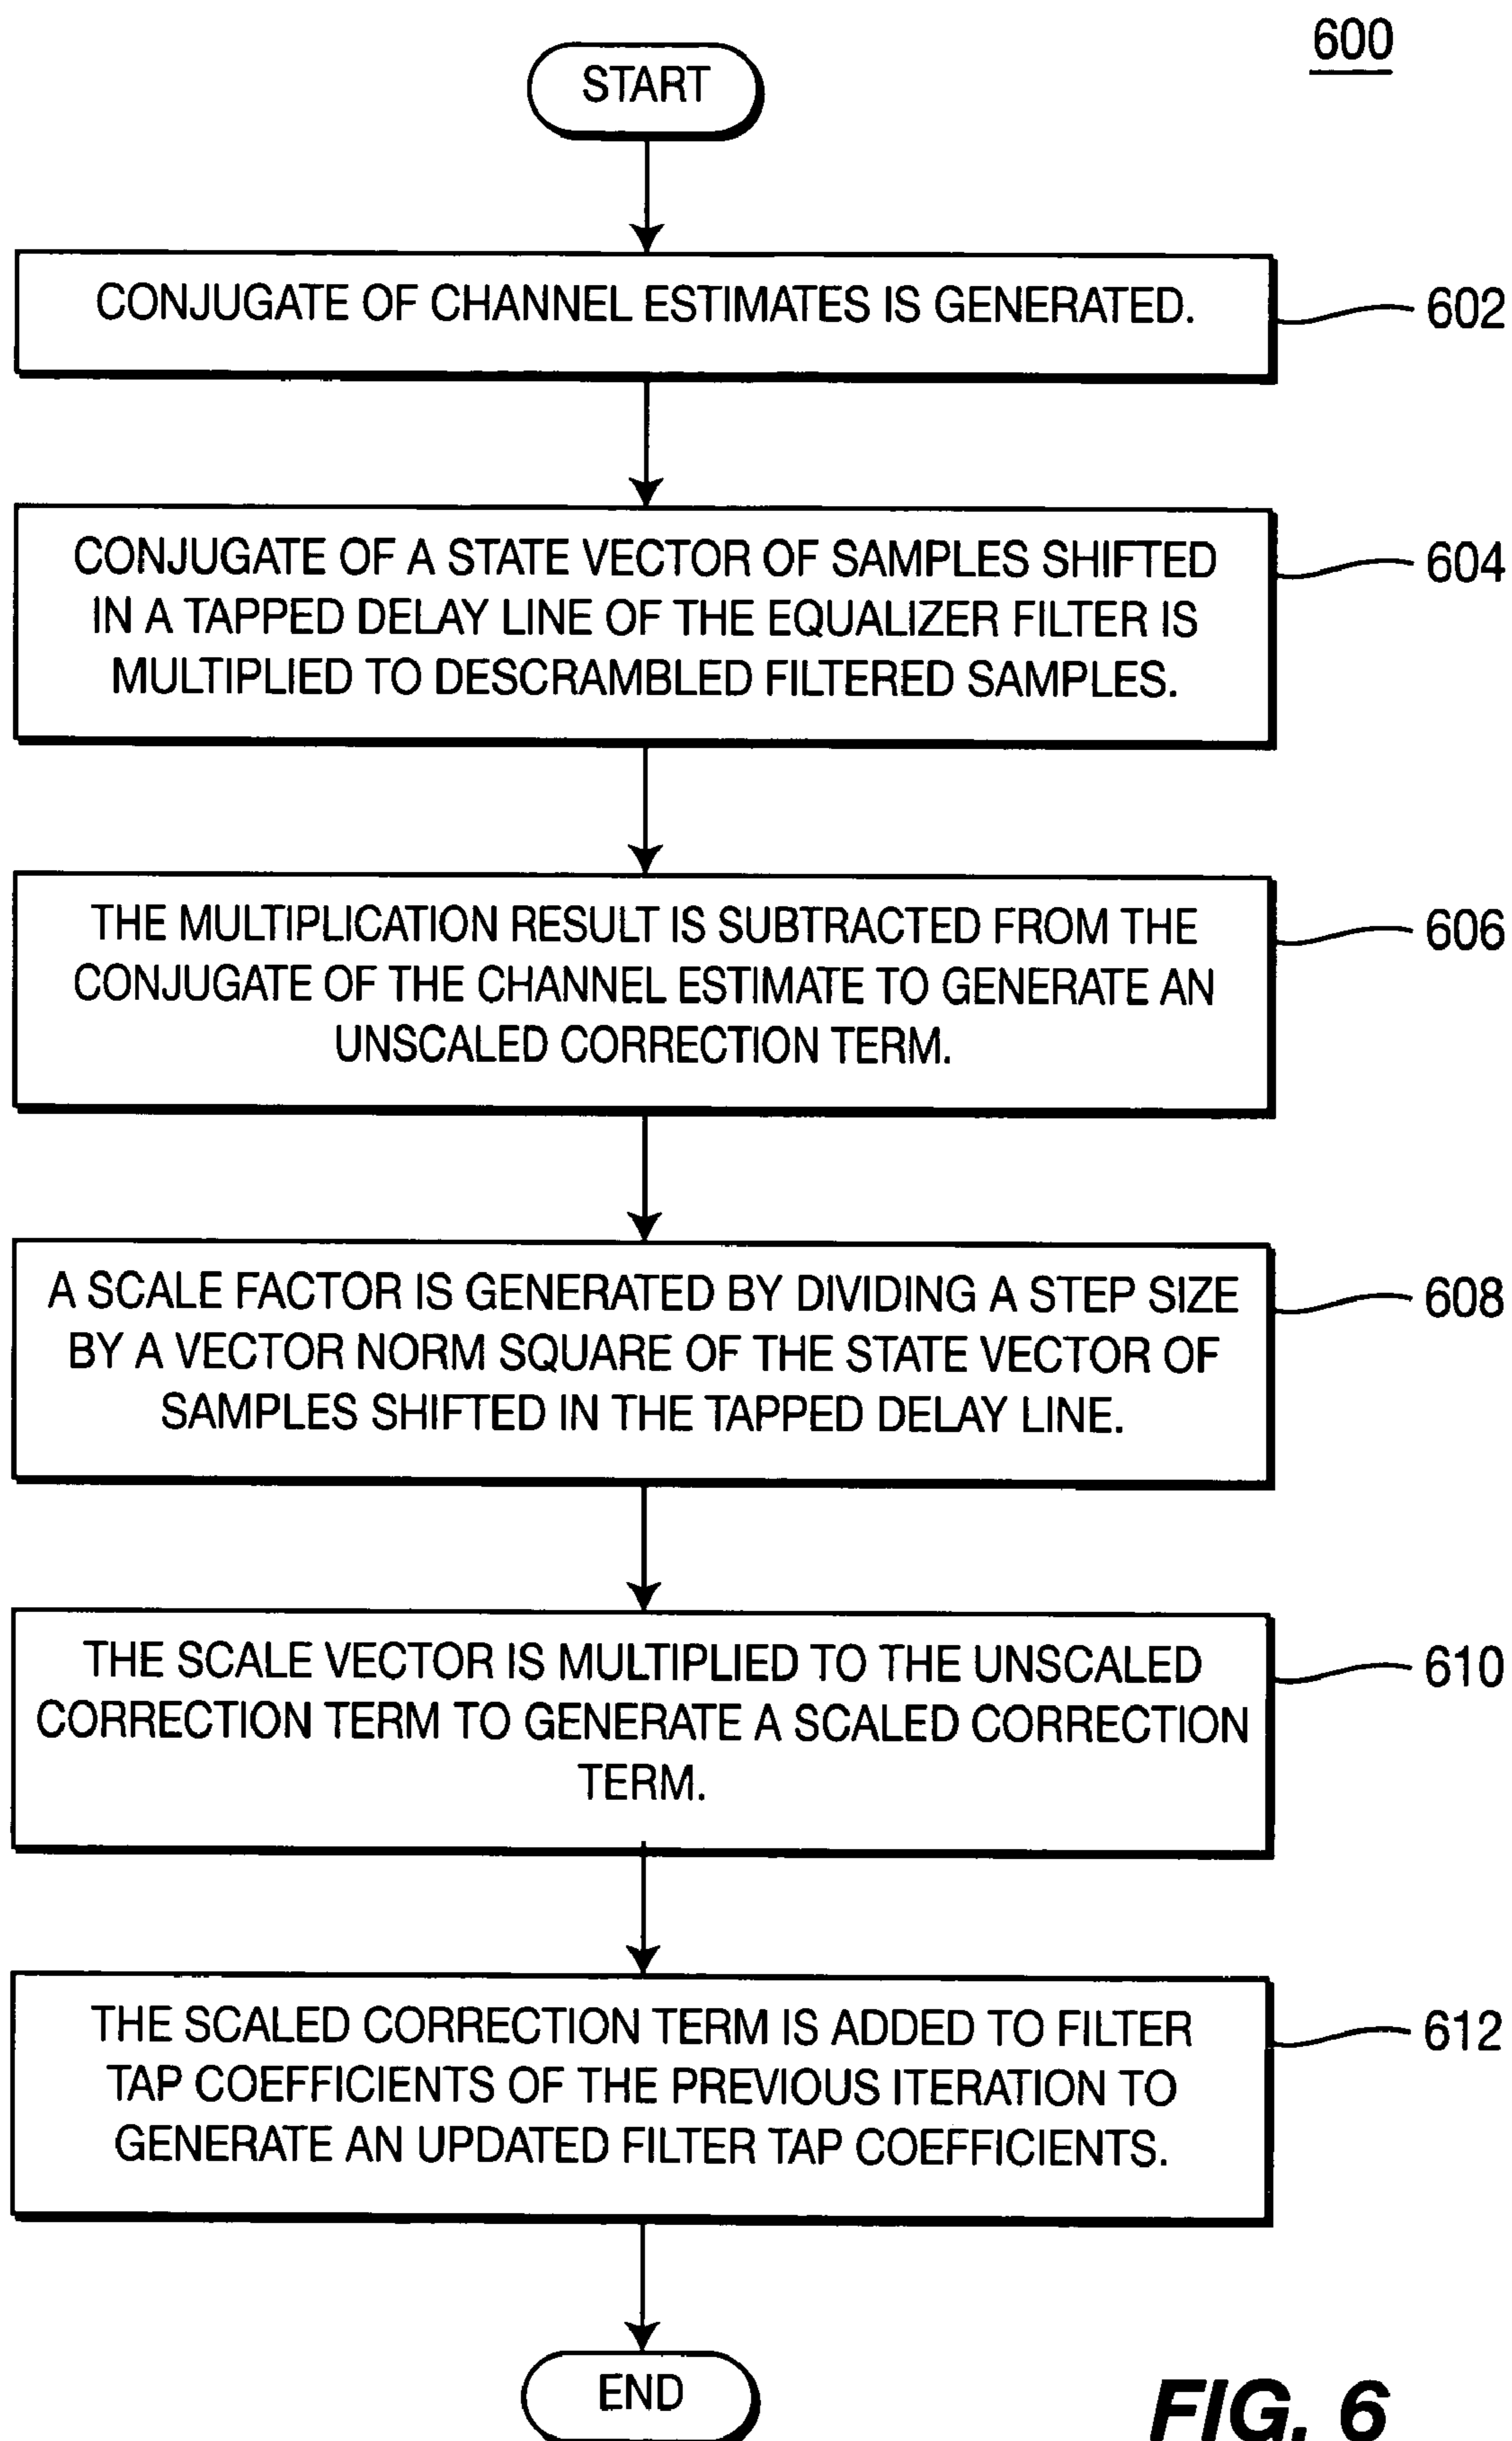 600
START
CONJUGATE OF CHANNEL ESTIMATES IS GENERATED.
602
CONJUGATE OF A STATE VECTOR OF SAMPLES SHIFTED
IN A TAPPED DELAY LINE OF THE EQUALIZER FILTER IS
MULTIPLIED TO DESCRAMBLED FILTERED SAMPLES.
604
THE MULTIPLICATION RESULT IS SUBTRACTED FROM THE
CONJUGATE OF THE CHANNEL ESTIMATE TO GENERATE AN
UNSCALED CORRECTION TERM.
606
A SCALE FACTOR IS GENERATED BY DIVIDING A STEP SIZE
BY A VECTOR NORM SQUARE OF THE STATE VECTOR OF
SAMPLES SHIFTED IN THE TAPPED DELAY LINE.
608
THE SCALE VECTOR IS MULTIPLIED TO THE UNSCALED
CORRECTION TERM TO GENERATE A SCALED CORRECTION
TERM.
610
THE SCALED CORRECTION TERM IS ADDED TO FILTER
TAP COEFFICIENTS OF THE PREVIOUS ITERATION TO
GENERATE AN UPDATED FILTER TAP COEFFICIENTS.
612
END
FIG. 6